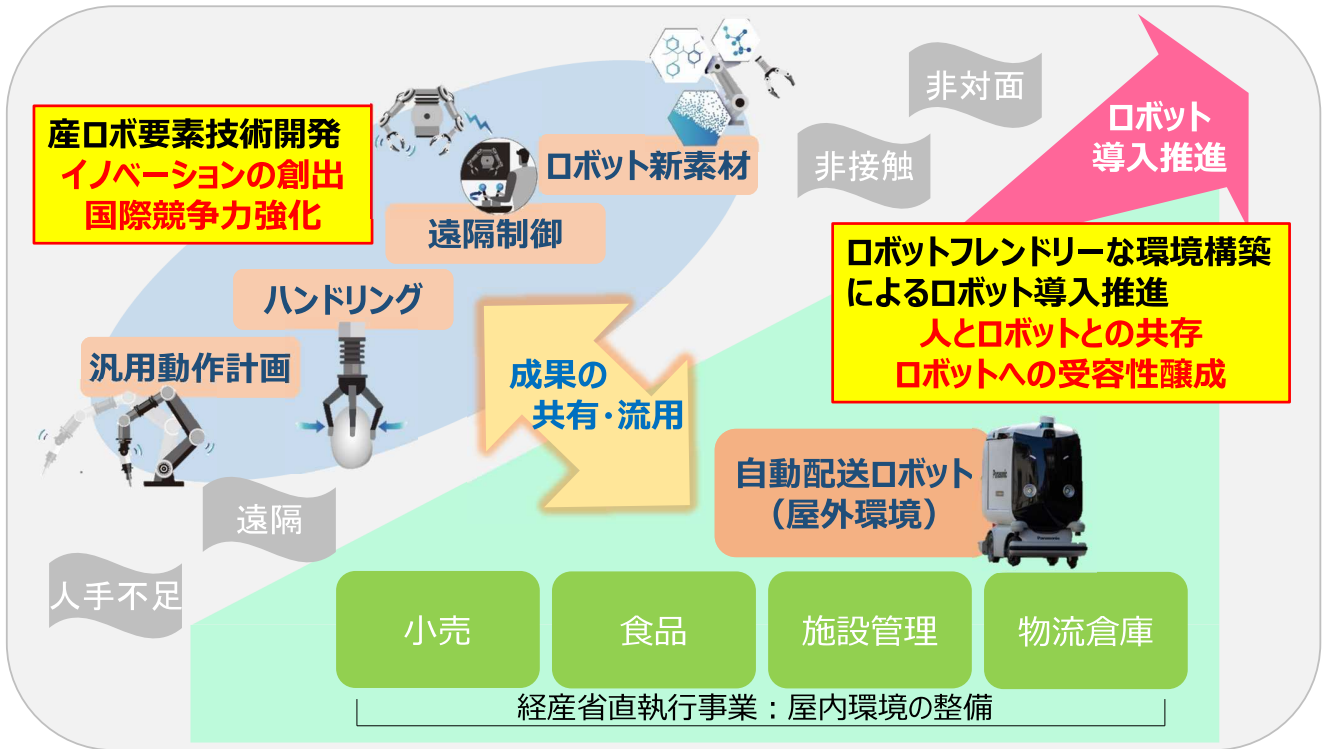 産ロボ要素技術開発
イノベーションの創出
国際競争力強化
ロボット新素材
遠隔制御
ハンドリング
汎用動作計画
非対面
非接触
遠隔
人手不足
ロボット
導入推進
ロボットフレンドリーな環境構築
によるロボット導入推進
人とロボットとの共存
ロボットへの受容性醸成
成果の
共有・流用
自動配送ロボット
（屋外環境）
Panasonic
Panasonic
小売
食品
施設管理
物流倉庫
経産省直執行事業：屋内環境の整備